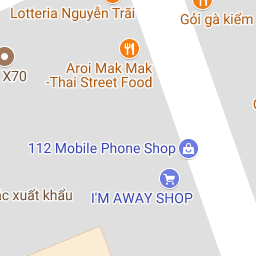 Lotteria Nguyễn Trãi
Gỏi gà kiểm
Aroi Mak Mak
-Thai Street Food
X70
112 Mobile Phone Shop
I'M AWAY SHOP
xuất khẩu